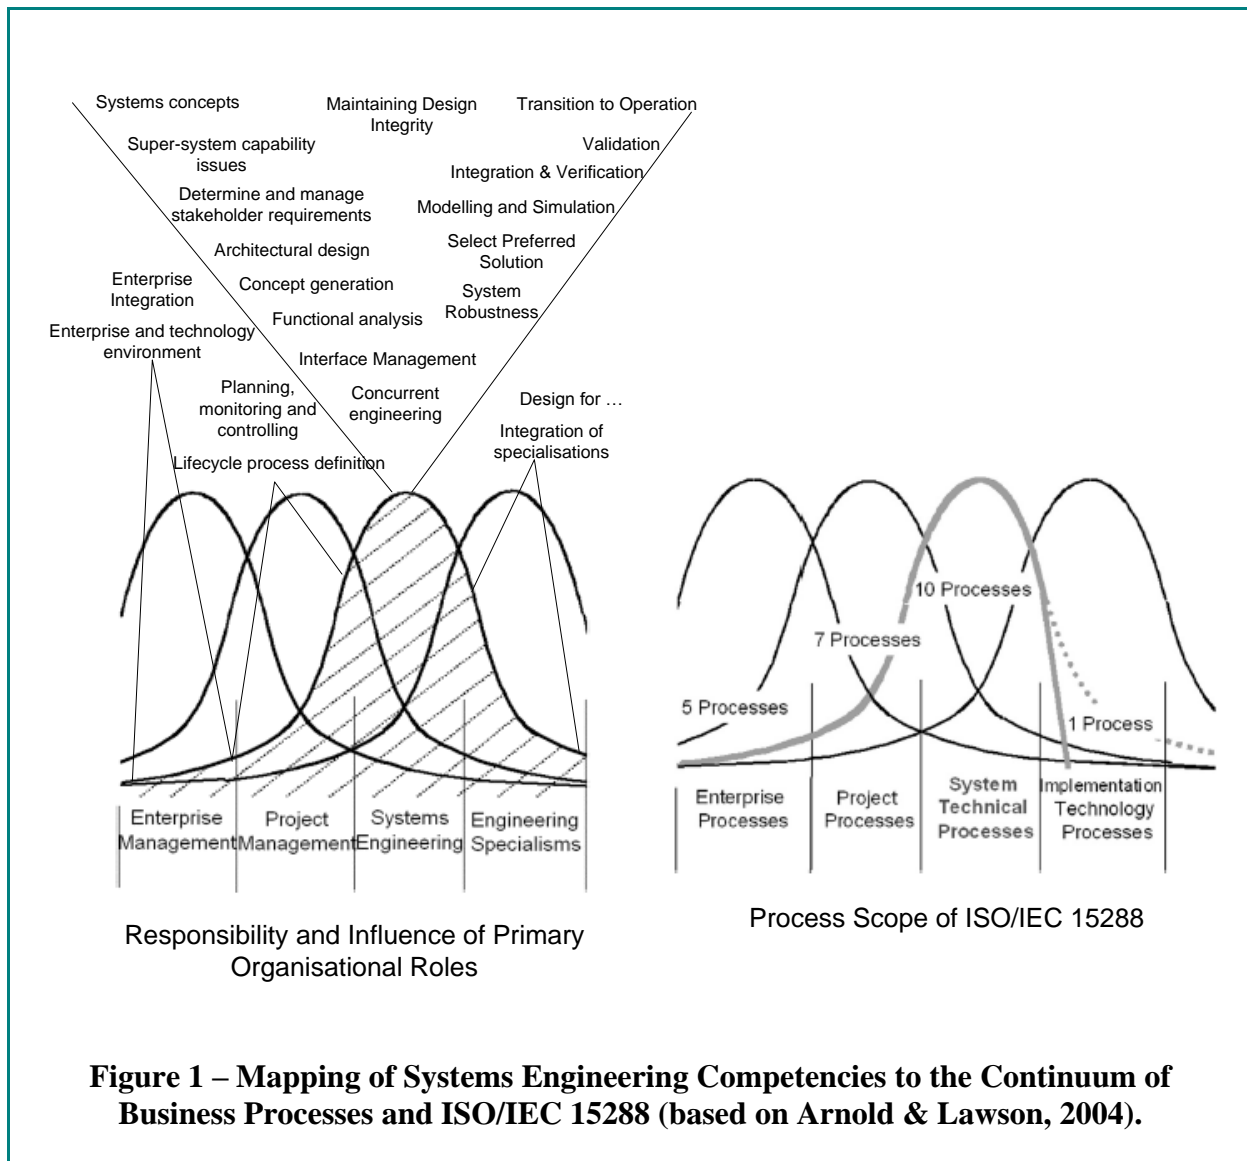 Systems concepts
Maintaining Design
Integrity
Transition to Operation
Super-system capability
issues
Validation
Integration & Verification
Determine and manage
stakeholder requirements
Modelling and Simulation
Architectural design
Select Preferred
Solution
Enterprise
Integration
Concept generation
System
Robustness
Functional analysis
Enterprise and technology
environment
Interface Management
Planning,
monitoring and
controlling
Concurrent
engineering
Design for ...
Integration of
specialisations
Lifecycle process definition
Enterprise
Management
Project
Management
Systems
Engineering
Engineering
Specialisms
Responsibility and Influence of Primary
Organisational Roles
10 Processes
7 Processes
5 Processes
1 Process
Enterprise
Processes
Project
Processes
System
Technical
Processes
Implementation
Technology
Processes
Process Scope of ISO/IEC 15288
Figure 1 – Mapping of Systems Engineering Competencies to the Continuum of
Business Processes and ISO/IEC 15288 (based on Arnold & Lawson, 2004).